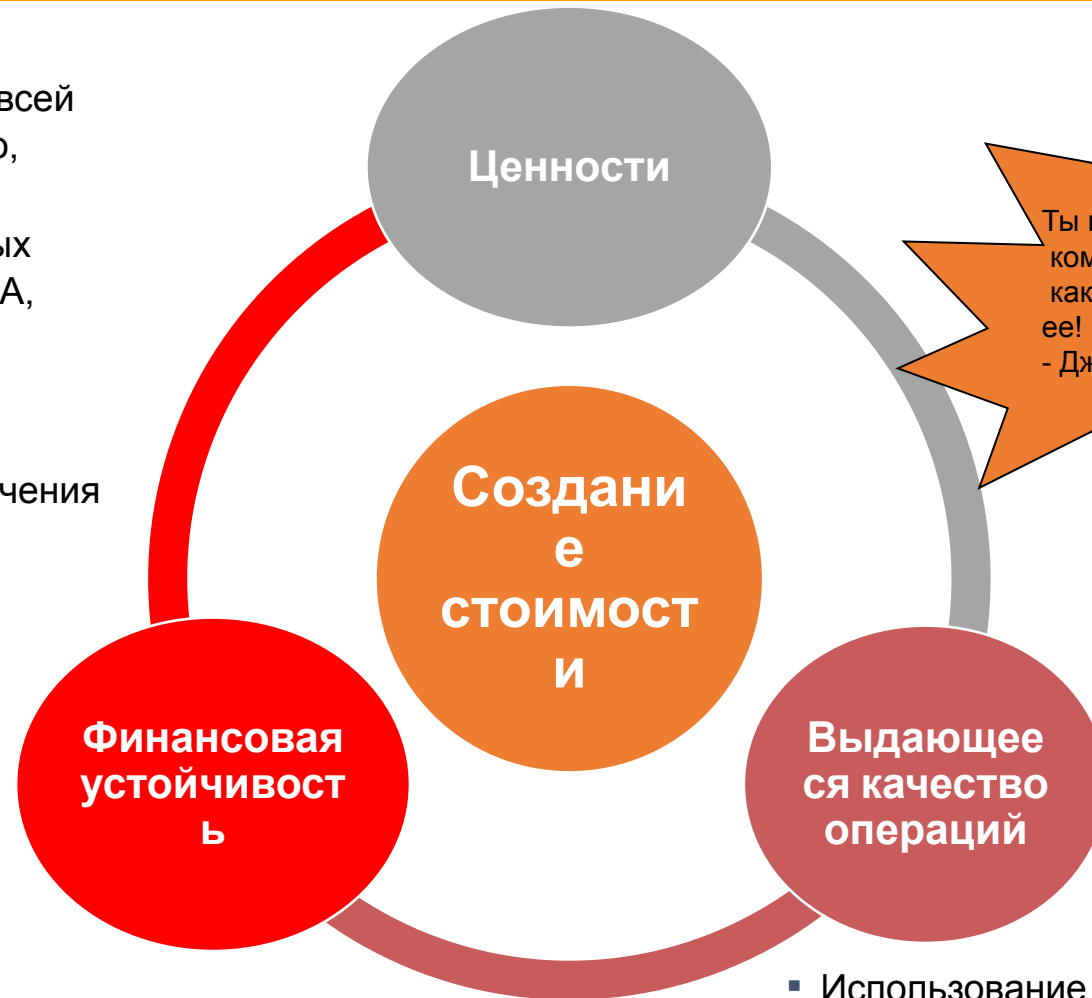 всей
о,
ых
А,
чения
Ценности
Ты
ком
как
ее!
- Дж
Создани
е
стоимост
и
Финансовая
устойчивост
ь
Выдающее
ся качество
операций
▪ Использование